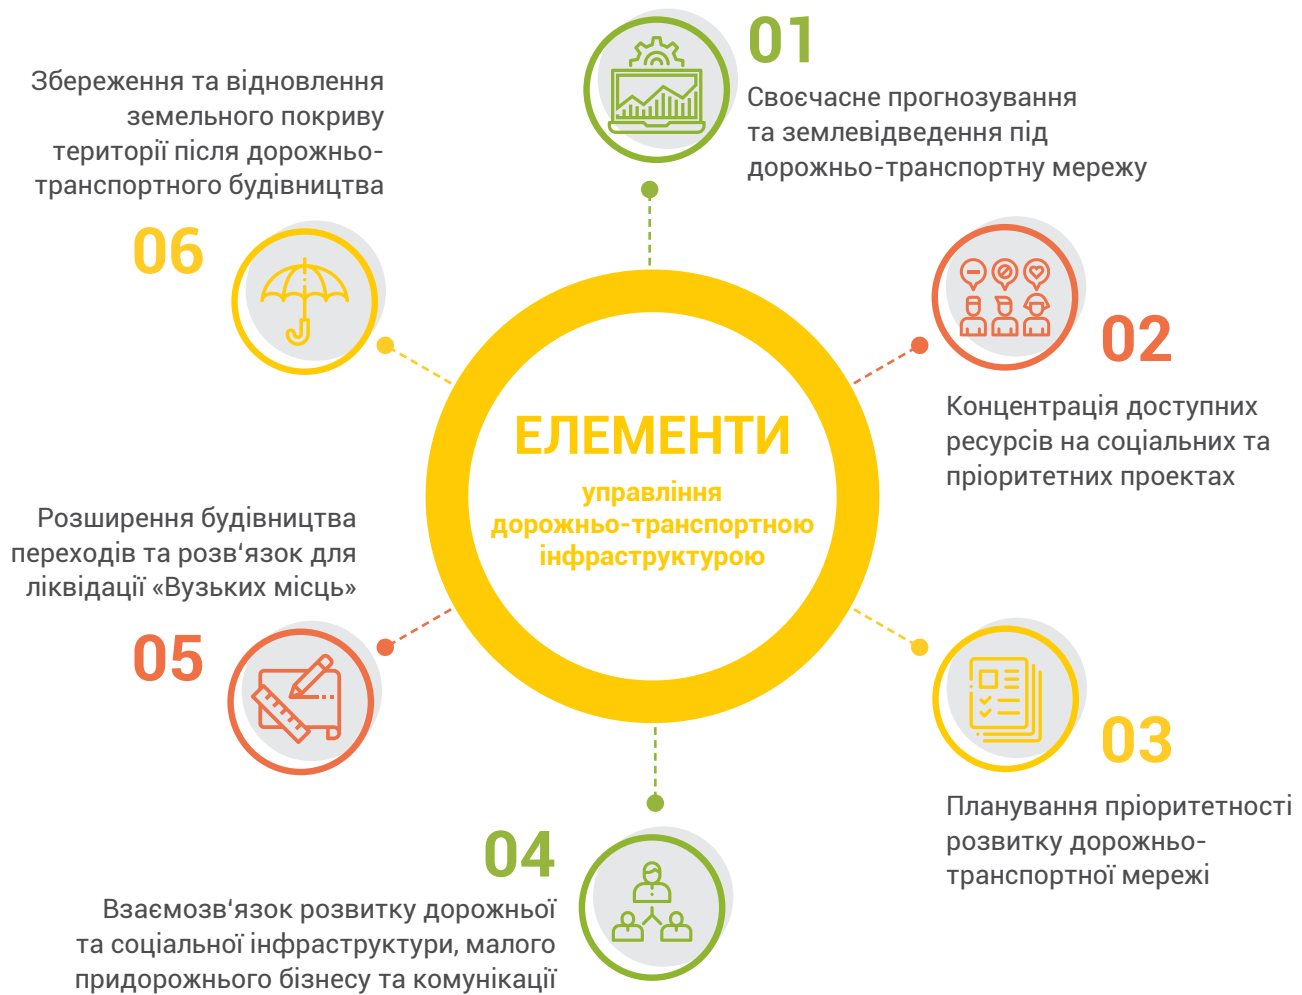 ЕЛЕМЕНТИ
управління
дорожньо-транспортною
інфраструктурою
01
Своєчасне прогнозування
та землевідведення під
дорожньо-транспортну мережу
02
Концентрація доступних
ресурсів на соціальних та
пріоритетних проектах
03
Планування пріоритетності
розвитку дорожньо-
транспортної мережі
04
Взаємозв‘язок розвитку дорожньої
та соціальної інфраструктури, малого
придорожнього бізнесу та комунікації
05
Розширення будівництва
переходів та розв‘язок для
ліквідації «Вузьких місць»
06
Збереження та відновлення
земельного покриву
території після дорожньо-
транспортного будівництва